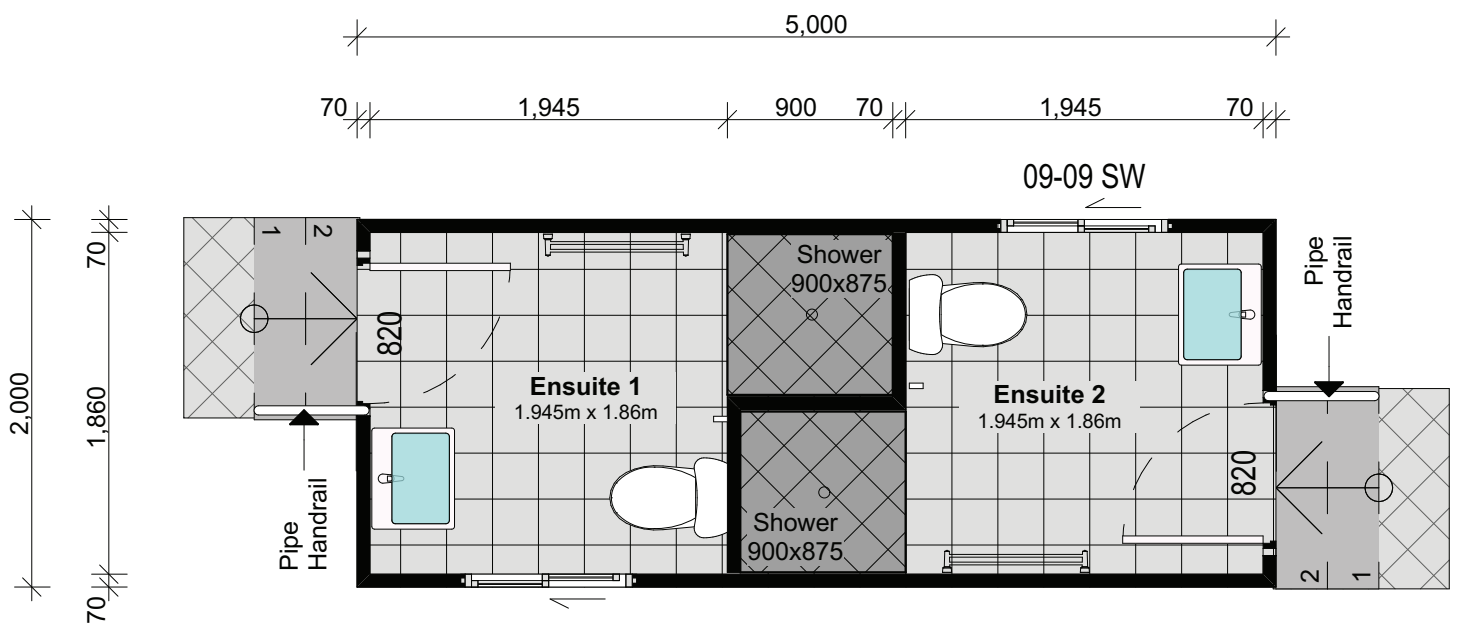 5,000
70 1,945 900 70 1,945 70
09-09 SW
2,000
70
1,860
70
1 2
820
Pipe
Handrail
Shower
900x875
Ensuite 1
1.945m x 1.86m
Shower
900x875
Ensuite 2
1.945m x 1.86m
820
Pipe
Handrail
2 1